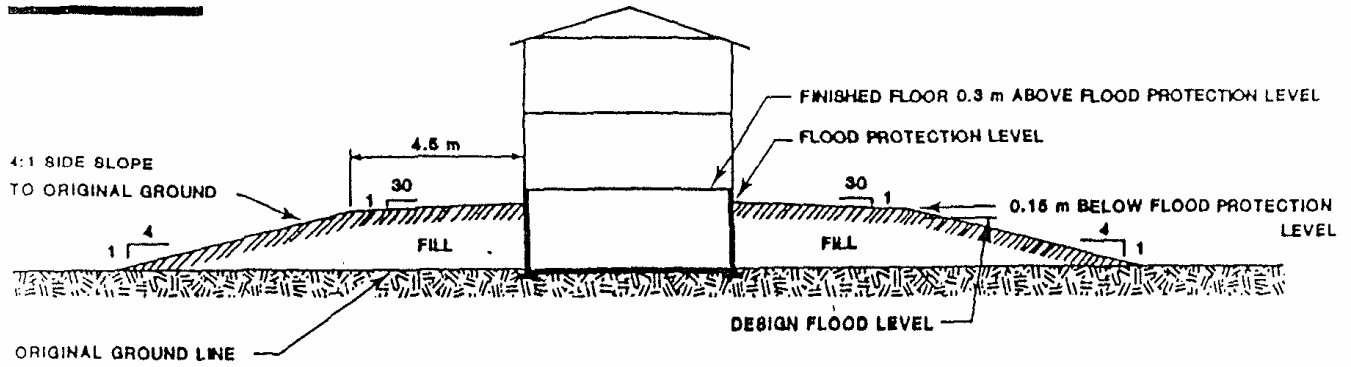 FINISHED FLOOR 0.3 m ABOVE FLOOD PROTECTION LEVEL
FLOOD PROTECTION LEVEL
4.5 m
4:1 SIDE SLOPE
TO ORIGINAL GROUND
1 30
30 1
0.15 m BELOW FLOOD PROTECTION
LEVEL
1 4
FILL
FILL
4 1
DESIGN FLOOD LEVEL
ORIGINAL GROUND LINE